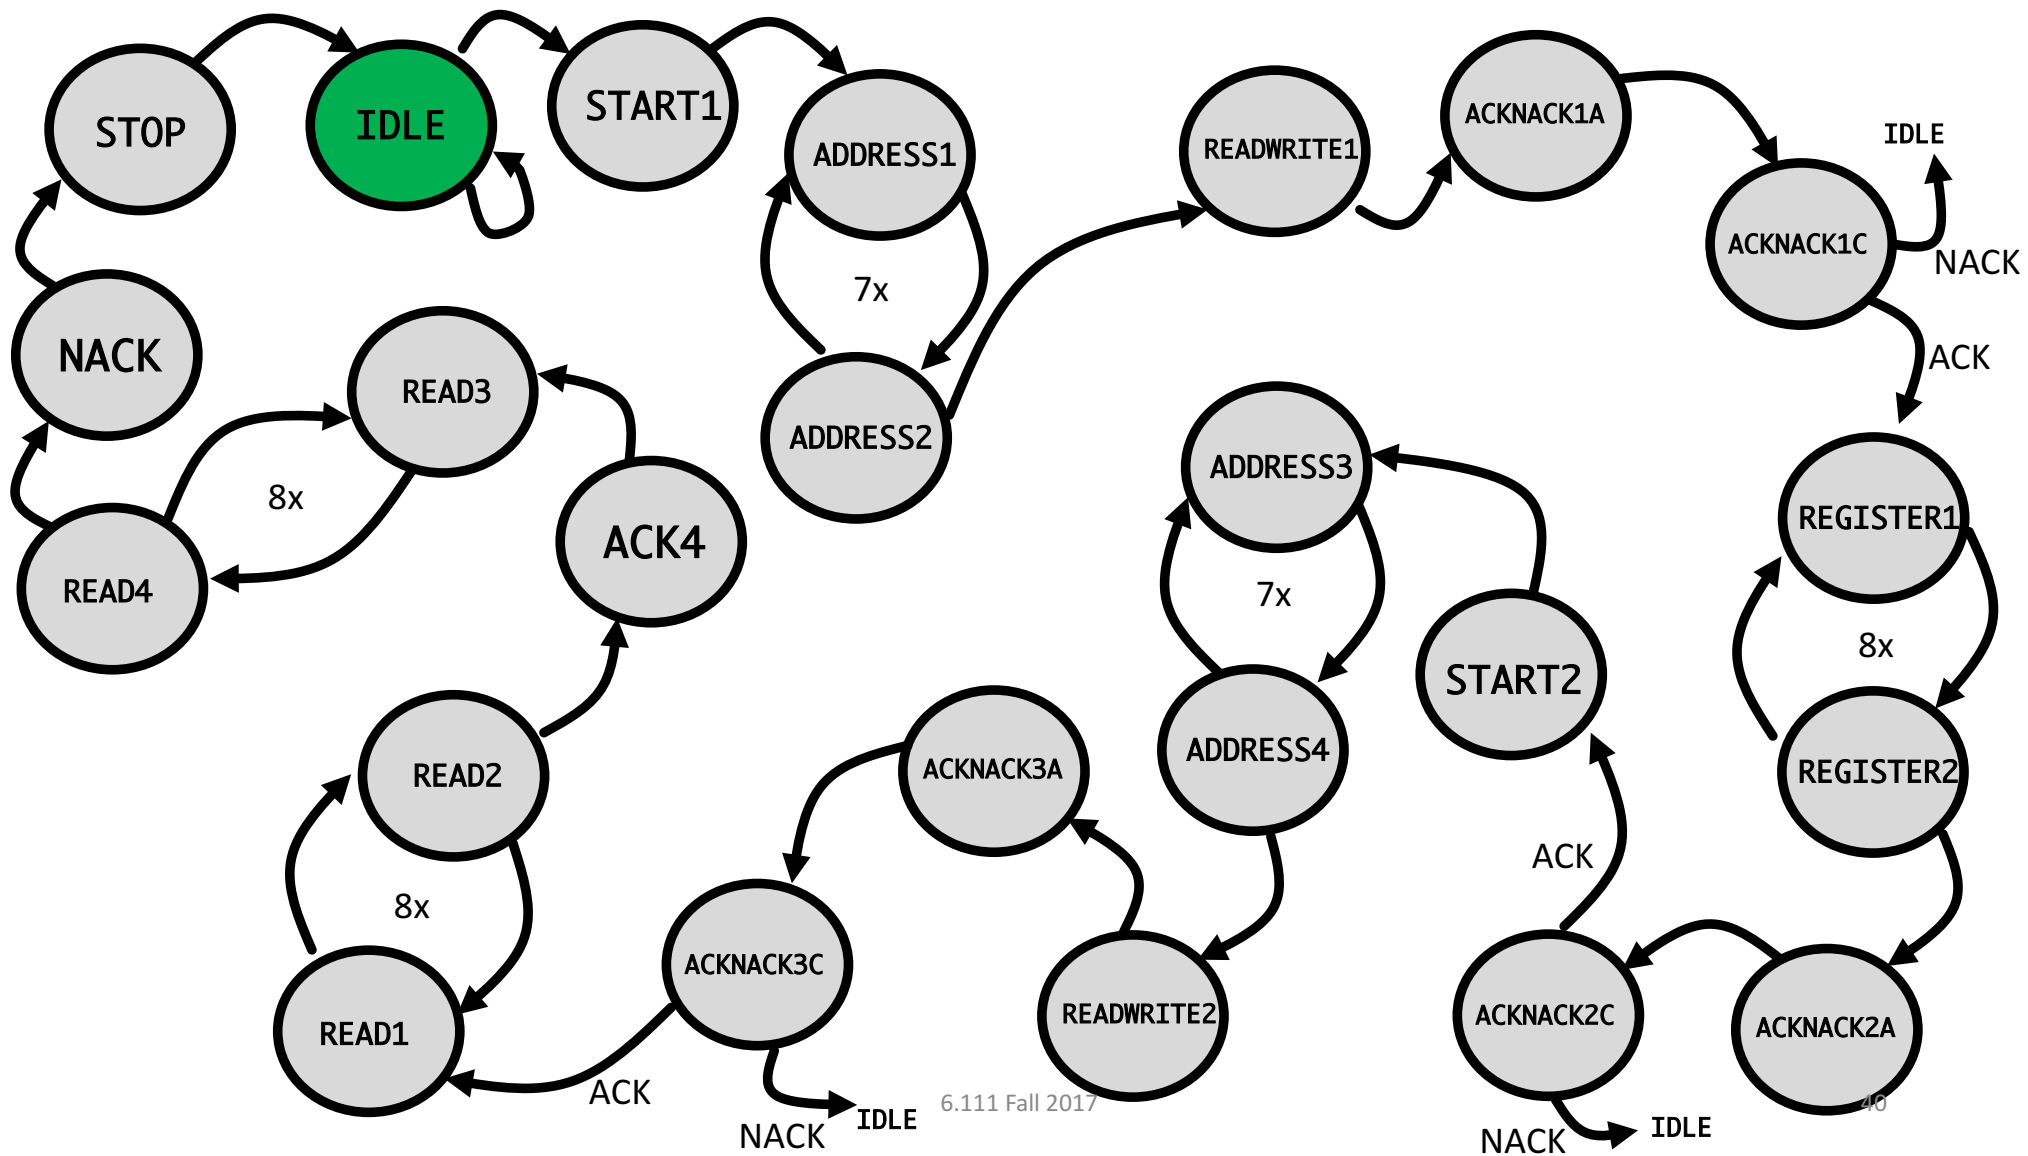 STOP
IDLE
START1
ADDRESS1
READWRITE1
ACKNACK1A
IDLE
ACKNACK1C
NACK
7x
ACK
NACK
READ3
ADDRESS2
ADDRESS3
8x
REGISTER1
ACK4
READ4
7x
8x
START2
ADDRESS4
REGISTER2
ACKNACK3A
READ2
ACK
8x
ACKNACK3C
READWRITE2
ACKNACK2C
ACKNACK2A
READ1
ACK
6.111 Fall 2017
40
IDLE
NACK
IDLE
NACK